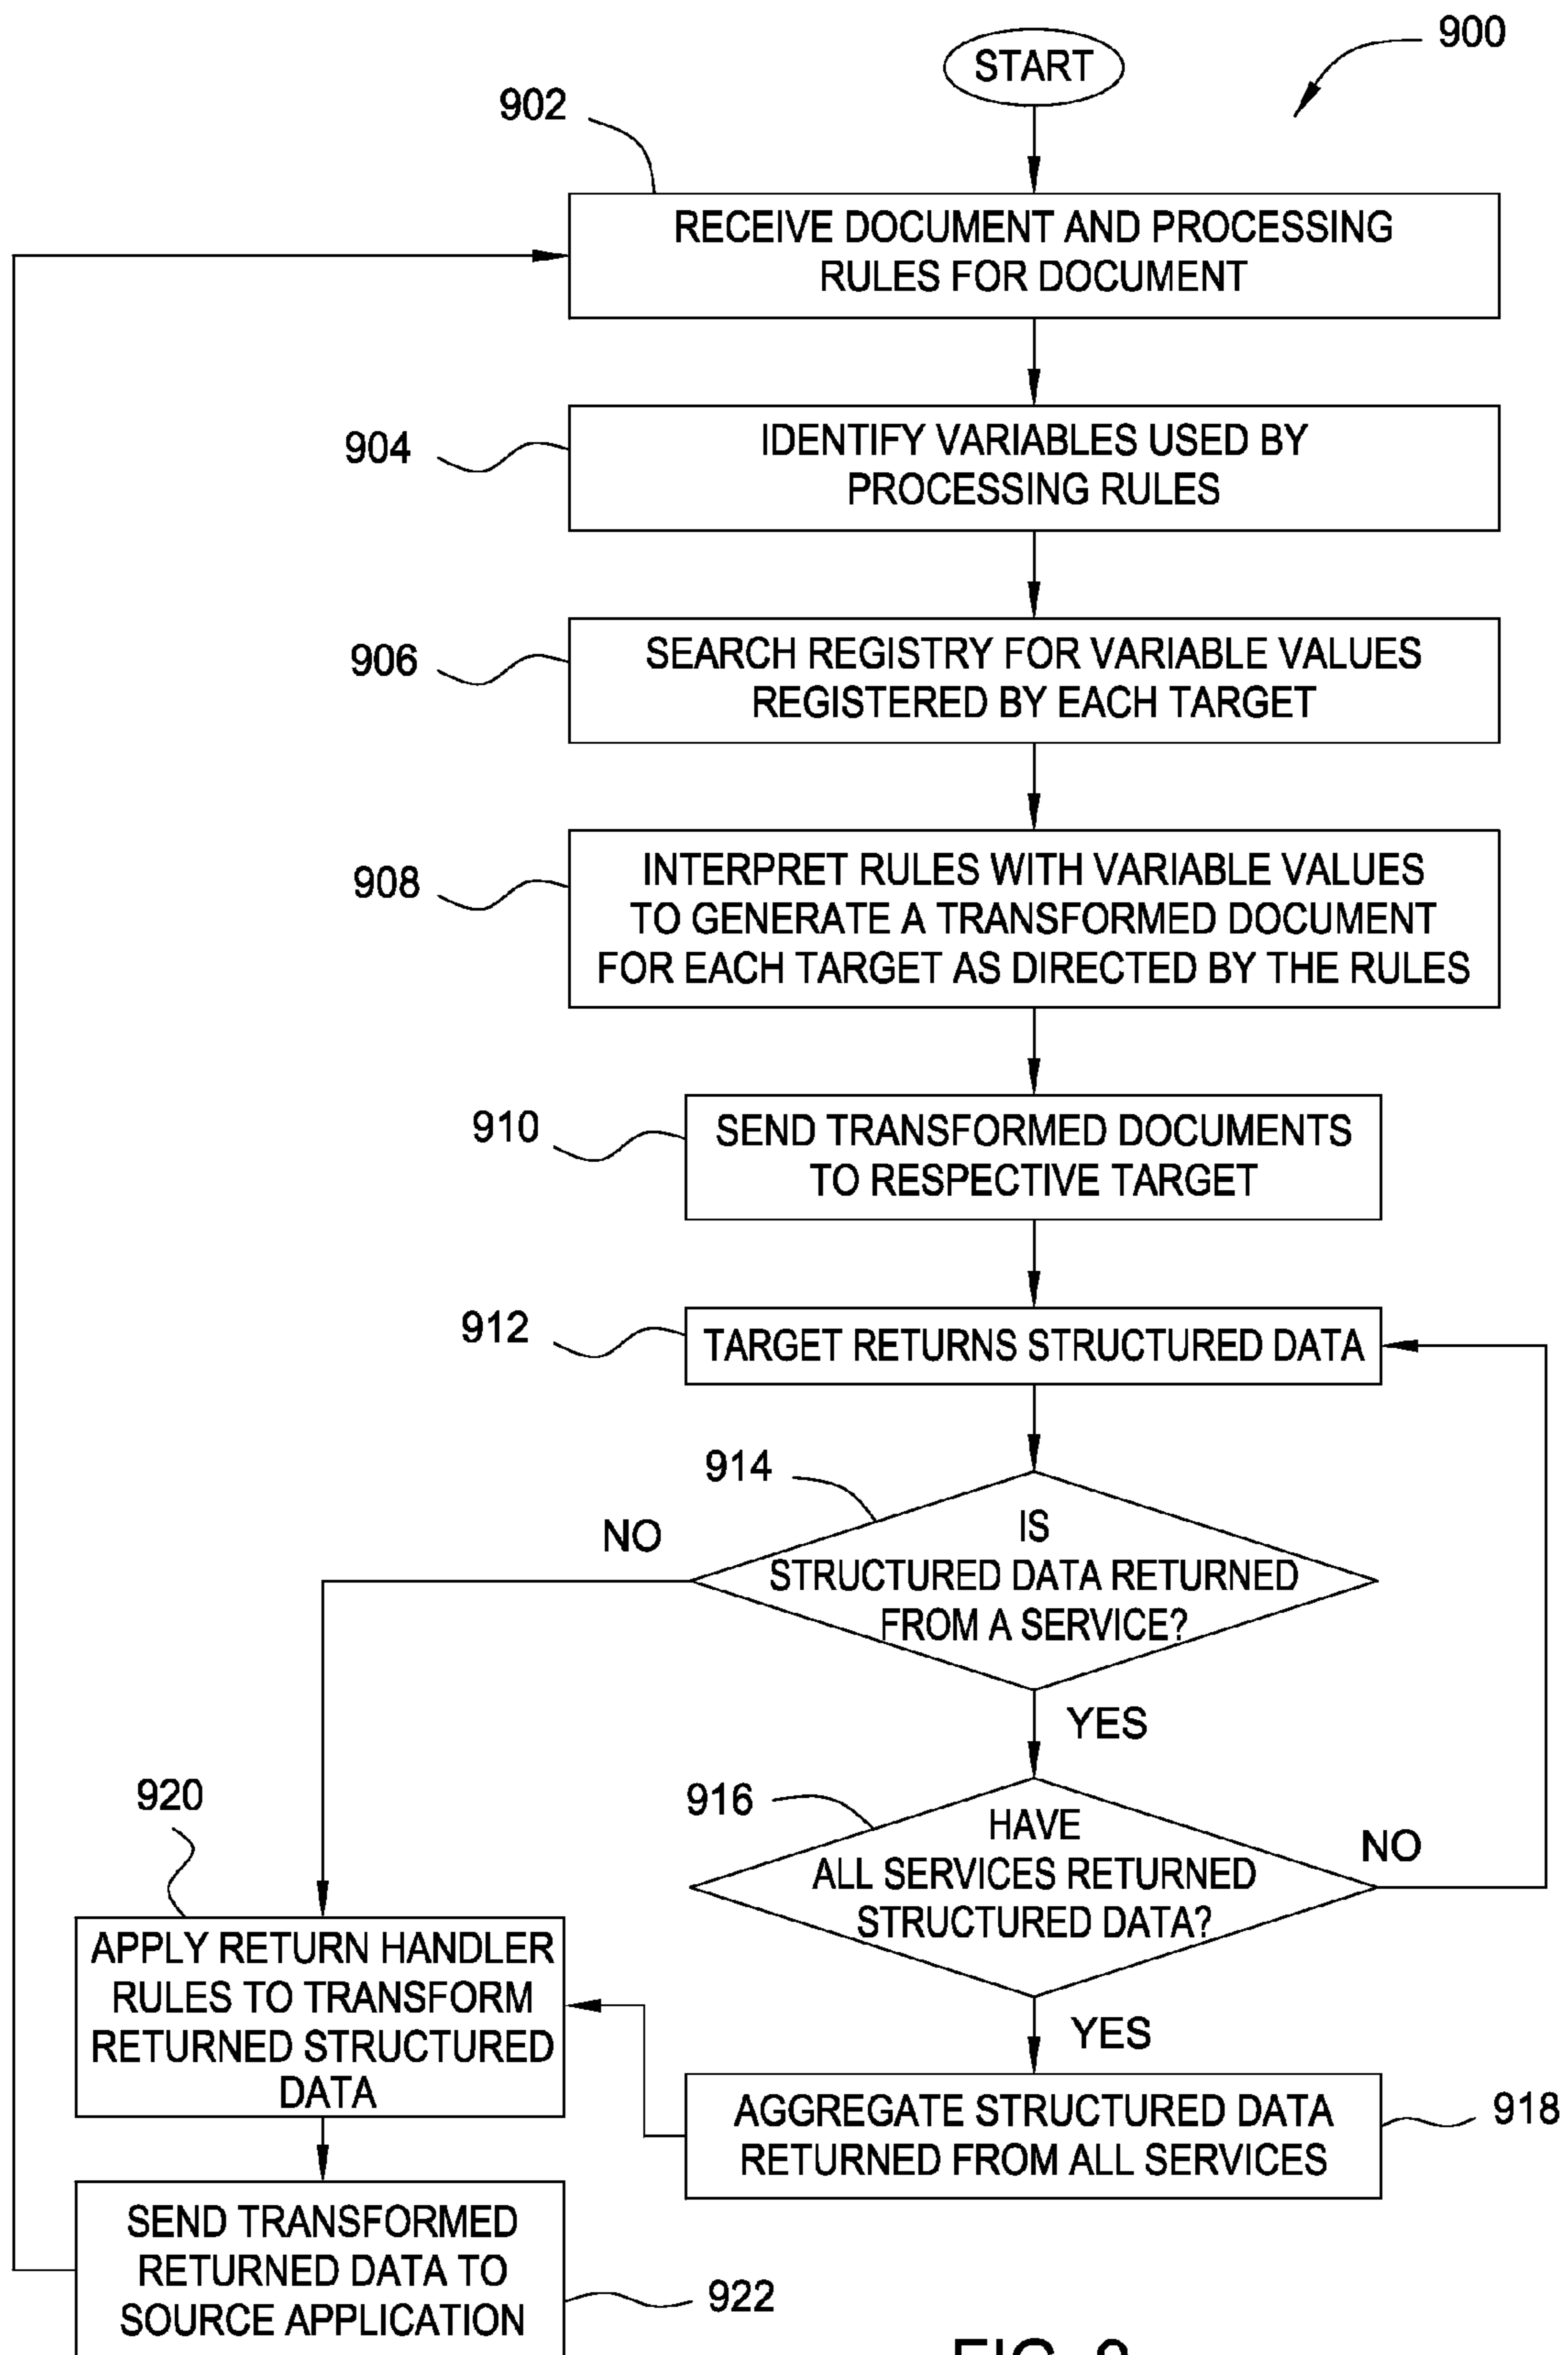 900
START
902
RECEIVE DOCUMENT AND PROCESSING
RULES FOR DOCUMENT
904
IDENTIFY VARIABLES USED BY
PROCESSING RULES
906
SEARCH REGISTRY FOR VARIABLE VALUES
REGISTERED BY EACH TARGET
908
INTERPRET RULES WITH VARIABLE VALUES
TO GENERATE A TRANSFORMED DOCUMENT
FOR EACH TARGET AS DIRECTED BY THE RULES
910
SEND TRANSFORMED DOCUMENTS
TO RESPECTIVE TARGET
912
TARGET RETURNS STRUCTURED DATA
914
NO
IS
STRUCTURED DATA RETURNED
FROM A SERVICE?
YES
916
HAVE
ALL SERVICES RETURNED
STRUCTURED DATA?
NO
YES
920
APPLY RETURN HANDLER
RULES TO TRANSFORM
RETURNED STRUCTURED
DATA
AGGREGATE STRUCTURED DATA
RETURNED FROM ALL SERVICES
918
SEND TRANSFORMED
RETURNED DATA TO
SOURCE APPLICATION
922
FIG.